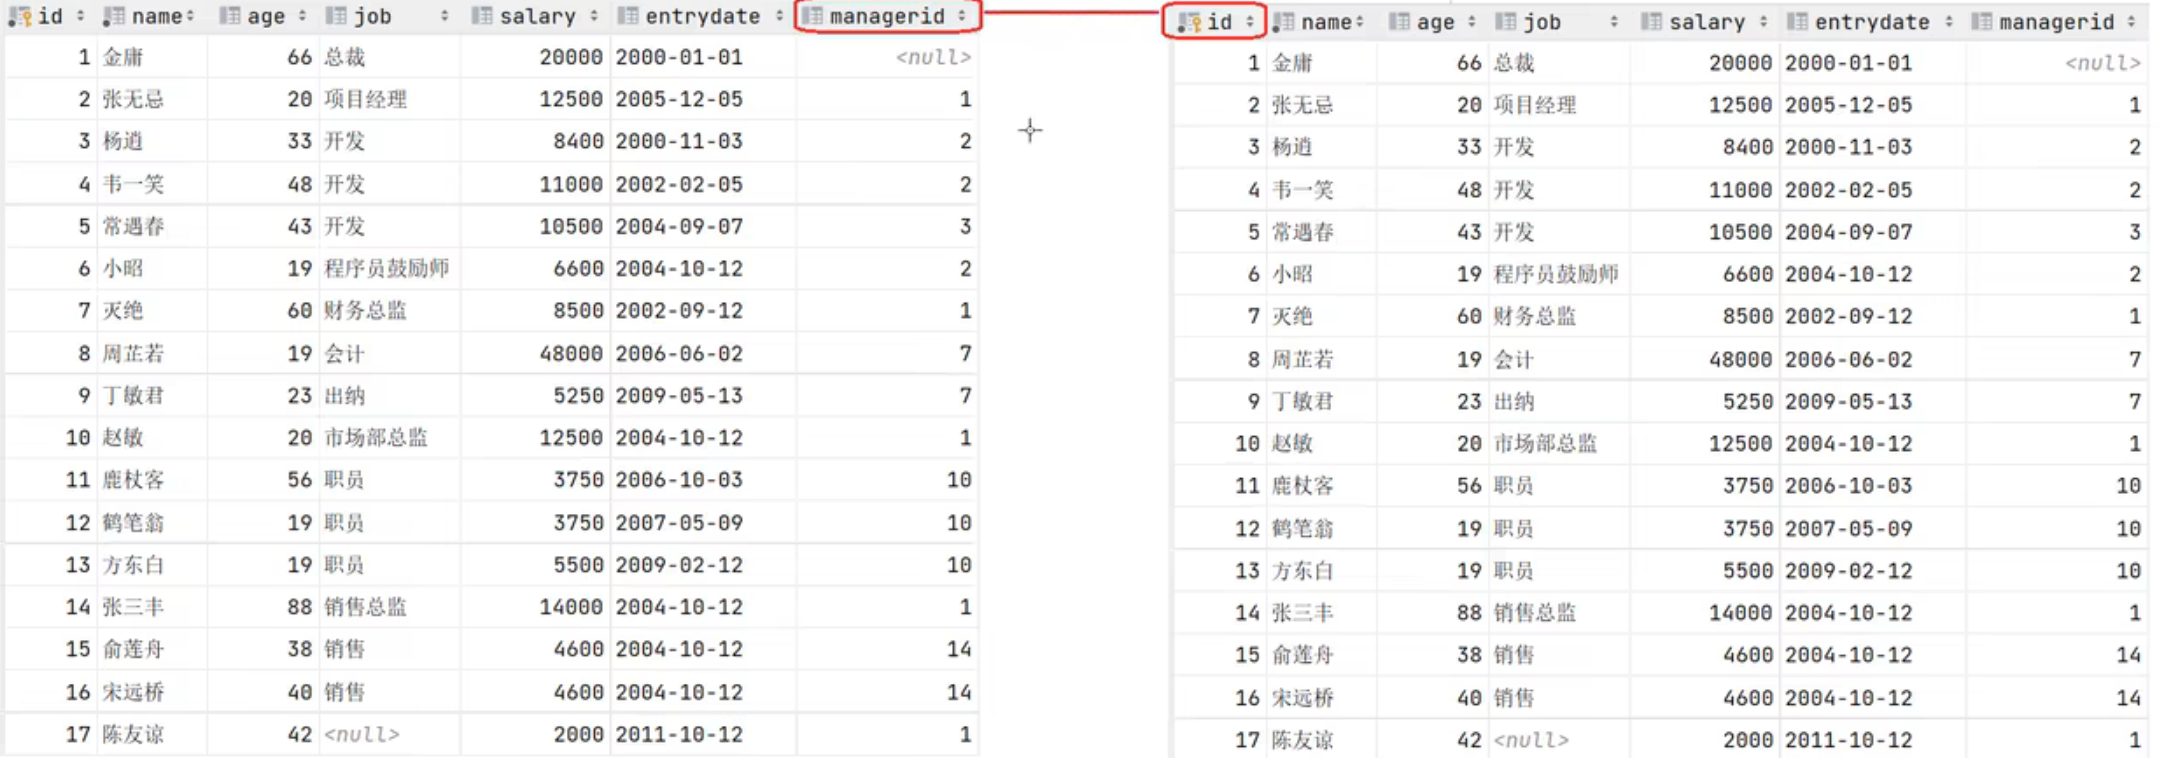 id name age job salary entrydate managerid
1 金庸 66 总裁 20000 2000-01-01 <null>
2 张无忌 20 项目经理 12500 2005-12-05 1
3 杨逍 33 开发 8400 2000-11-03 2
4 韦一笑 48 开发 11000 2002-02-05 2
5 常遇春 43 开发 10500 2004-09-07 3
6 小昭 19 程序员鼓励师 6600 2004-10-12 2
7 灭绝 60 财务总监 8500 2002-09-12 1
8 周芷若 19 会计 48000 2006-06-02 7
9 丁敏君 23 出纳 5250 2009-05-13 7
10 赵敏 20 市场部总监 12500 2004-10-12 1
11 鹿杖客 56 职员 3750 2006-10-03 10
12 鹤笔翁 19 职员 3750 2007-05-09 10
13 方东白 19 职员 5500 2009-02-12 10
14 张三丰 88 销售总监 14000 2004-10-12 1
15 俞莲舟 38 销售 4600 2004-10-12 14
16 宋远桥 40 销售 4600 2004-10-12 14
17 陈友谅 42 <null> 2000 2011-10-12 1
id name age job salary entrydate managerid
1 金庸 66 总裁 20000 2000-01-01 <null>
2 张无忌 20 项目经理 12500 2005-12-05 1
3 杨逍 33 开发 8400 2000-11-03 2
4 韦一笑 48 开发 11000 2002-02-05 2
5 常遇春 43 开发 10500 2004-09-07 3
6 小昭 19 程序员鼓励师 6600 2004-10-12 2
7 灭绝 60 财务总监 8500 2002-09-12 1
8 周芷若 19 会计 48000 2006-06-02 7
9 丁敏君 23 出纳 5250 2009-05-13 7
10 赵敏 20 市场部总监 12500 2004-10-12 1
11 鹿杖客 56 职员 3750 2006-10-03 10
12 鹤笔翁 19 职员 3750 2007-05-09 10
13 方东白 19 职员 5500 2009-02-12 10
14 张三丰 88 销售总监 14000 2004-10-12 1
15 俞莲舟 38 销售 4600 2004-10-12 14
16 宋远桥 40 销售 4600 2004-10-12 14
17 陈友谅 42 <null> 2000 2011-10-12 1